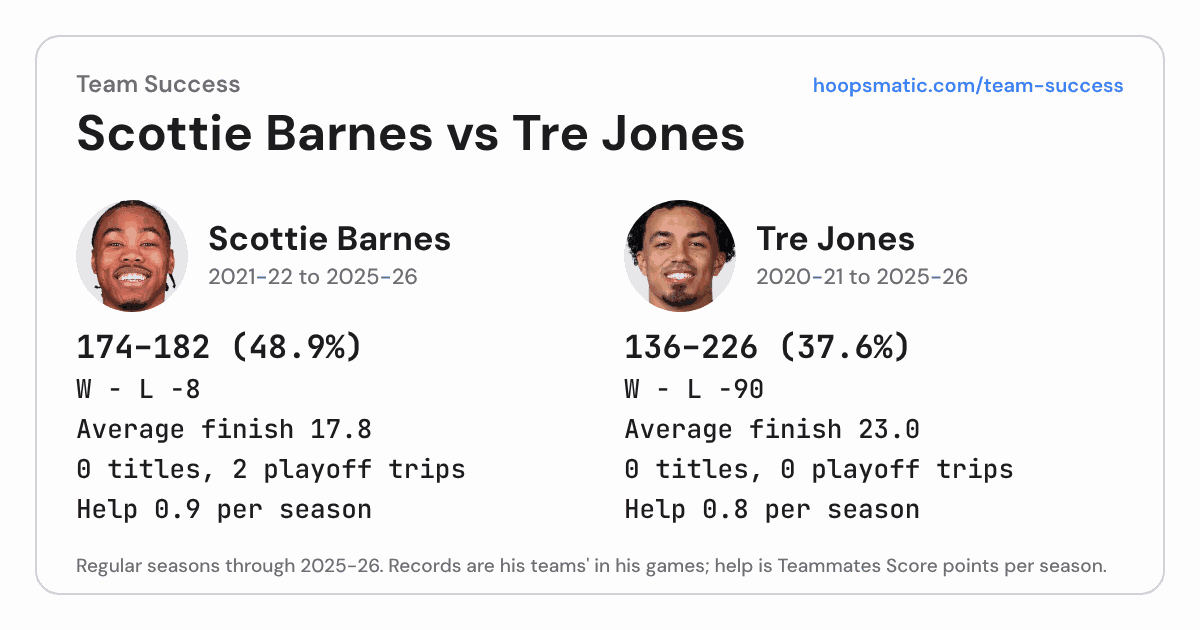 Team Success
hoopsmatic.com/team-success
Scottie Barnes vs Tre Jones
Scottie Barnes
2021-22 to 2025-26
174-182 (48.9%)
W - L -8
Average finish 17.8
0 titles, 2 playoff trips
Help 0.9 per season
Tre Jones
2020-21 to 2025-26
136-226 (37.6%)
W - L -90
Average finish 23.0
0 titles, 0 playoff trips
Help 0.8 per season
Regular seasons through 2025-26. Records are his teams' in his games; help is Teammates Score points per season.